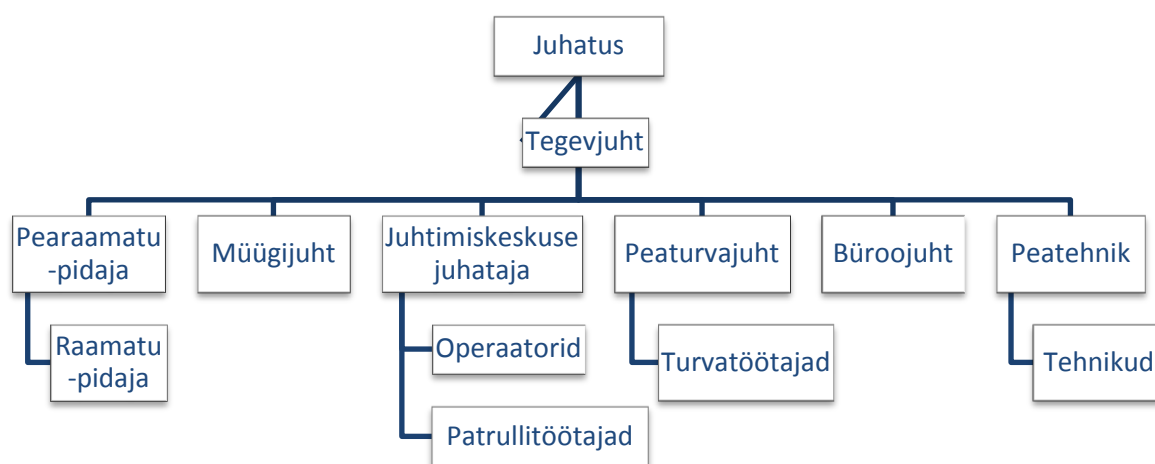 Juhatus
Tegevjuht
Pearaamatu
-pidaja
Müügijuht
Juhtimiskeskuse
juhataja
Peaturvajuht
Büroojuht
Peatehnik
Raamatu
-pidaja
Operaatorid
Turvatöötajad
Tehnikud
Patrullitöötajad